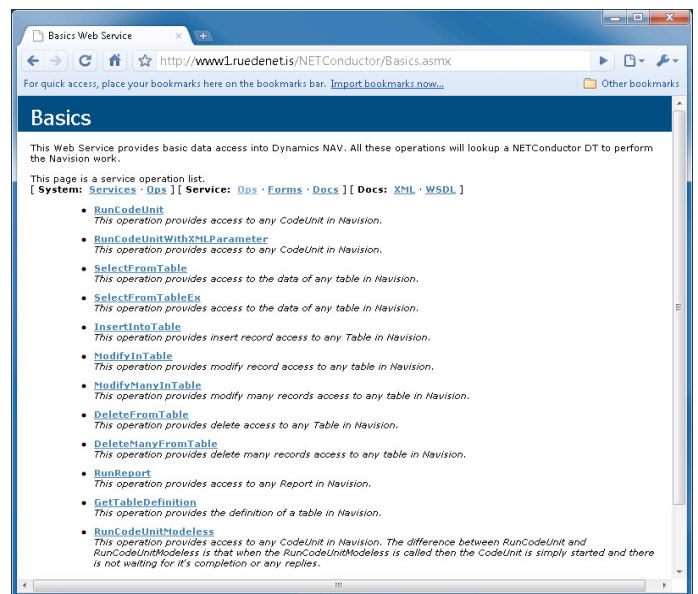 Basics Web Service
http://www1.ruedenet.is/NETConductor/Basics.asmx
For quick access, place your bookmarks here on the bookmarks bar. Import bookmarks now...
Other bookmarks
Basics
This Web Service provides basic data access into Dynamics NAV. All these operations will lookup a NETConductor DT to perform
the Navision work.
This page is a service operation list.
[ System: Services · Ops ] [ Service: Ops · Forms · Docs ] [ Docs: XML · WSDL ]
• RunCodeUnit
This operation provides access to any CodeUnit in Navision.
• RunCodeUnitWithXMLParameter
This operation provides access to any CodeUnit in Navision.
• SelectFromTable
This operation provides access to the data of any table in Navision.
• SelectFromTableEx
This operation provides access to the data of any table in Navision.
• InsertIntoTable
This operation provides insert record access to any Table in Navision.
• ModifyInTable
This operation provides modify record access to any table in Navision.
• ModifyManyInTable
This operation provides modify many records access to any table in Navision.
• DeleteFromTable
This operation provides delete access to any Table in Navision.
• DeleteManyFromTable
This operation provides delete many records access to any table in Navision.
• RunReport
This operation provides access to any Report in Navision.
• GetTableDefinition
This operation provides the definition of a table in Navision.
• RunCodeUnitModeless
This operation provides access to any CodeUnit in Navision. The difference between RunCodeUnit and
RunCodeUnitModeless is that when the RunCodeUnitModeless is called then the CodeUnit is simply started and there
is not waiting for it's completion or any replies.